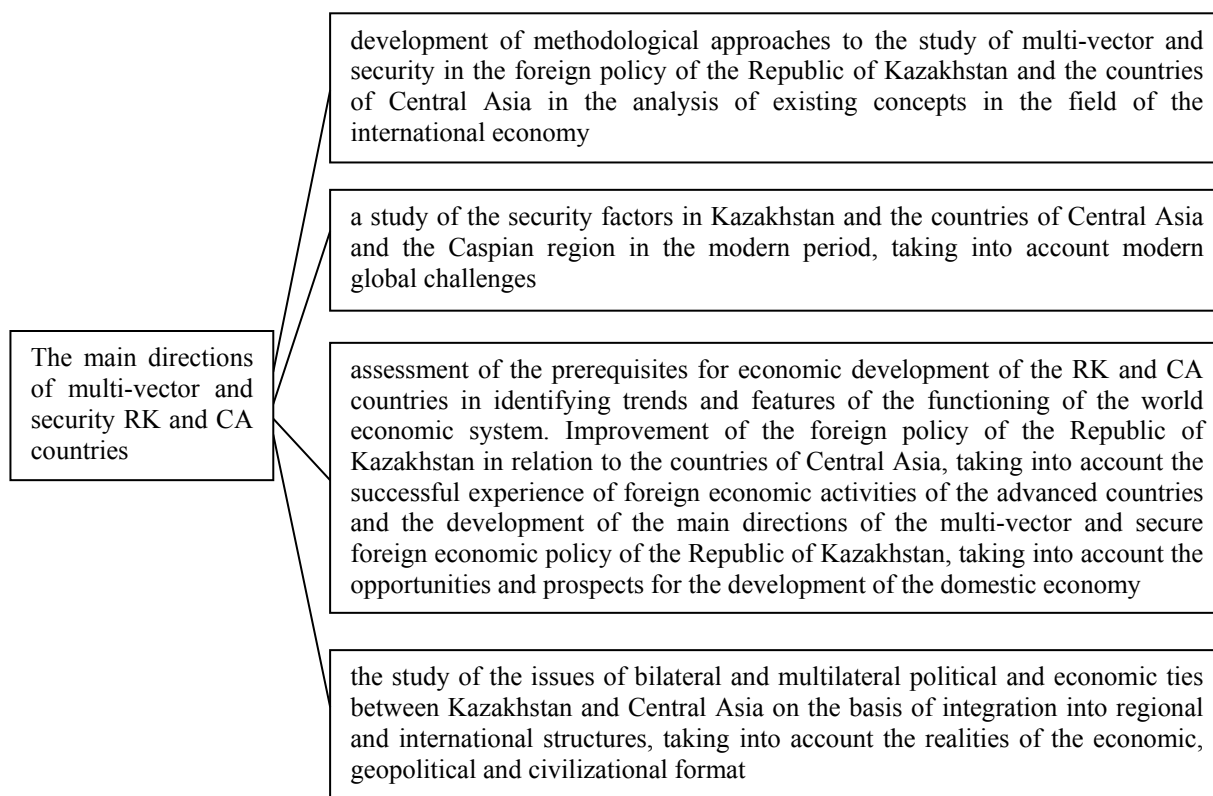 The main directions
of multi-vector and
security RK and CA
countries
development of methodological approaches to the study of multi-vector and
security in the foreign policy of the Republic of Kazakhstan and the countries
of Central Asia in the analysis of existing concepts in the field of the
international economy
a study of the security factors in Kazakhstan and the countries of Central Asia
and the Caspian region in the modern period, taking into account modern
global challenges
assessment of the prerequisites for economic development of the RK and CA
countries in identifying trends and features of the functioning of the world
economic system. Improvement of the foreign policy of the Republic of
Kazakhstan in relation to the countries of Central Asia, taking into account the
successful experience of foreign economic activities of the advanced countries
and the development of the main directions of the multi-vector and secure
foreign economic policy of the Republic of Kazakhstan, taking into account the
opportunities and prospects for the development of the domestic economy
the study of the issues of bilateral and multilateral political and economic ties
between Kazakhstan and Central Asia on the basis of integration into regional
and international structures, taking into account the realities of the economic,
geopolitical and civilizational format